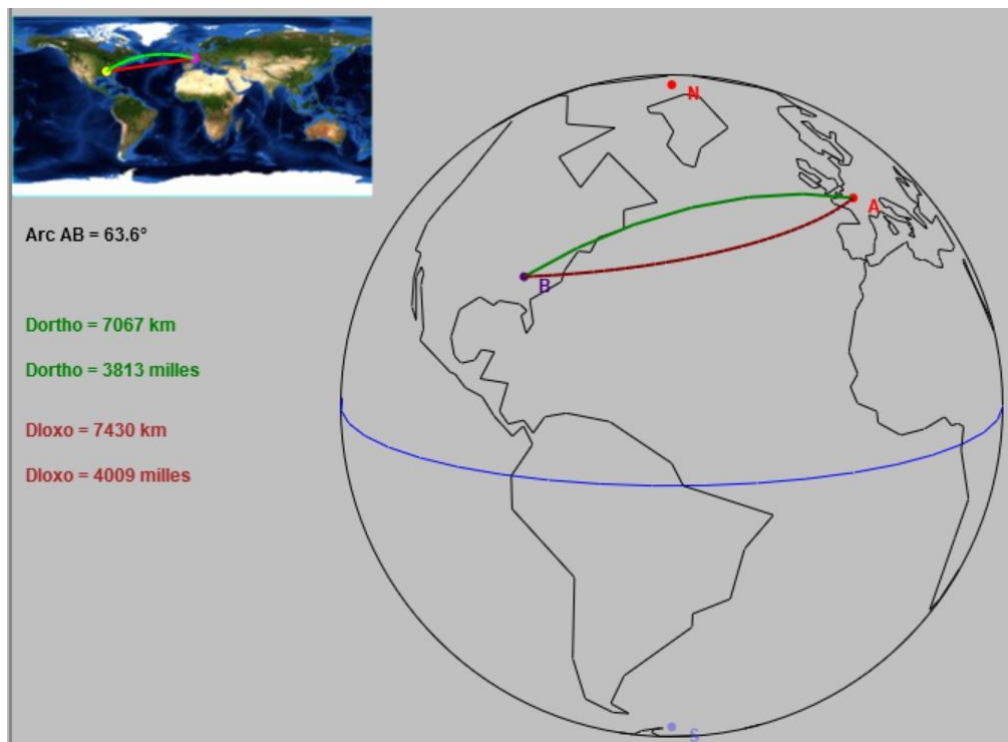 N
A
Arc AB = 63.6°
B
Dortho = 7067 km
Dortho = 3813 milles
Dloxo = 7430 km
Dloxo = 4009 milles
S